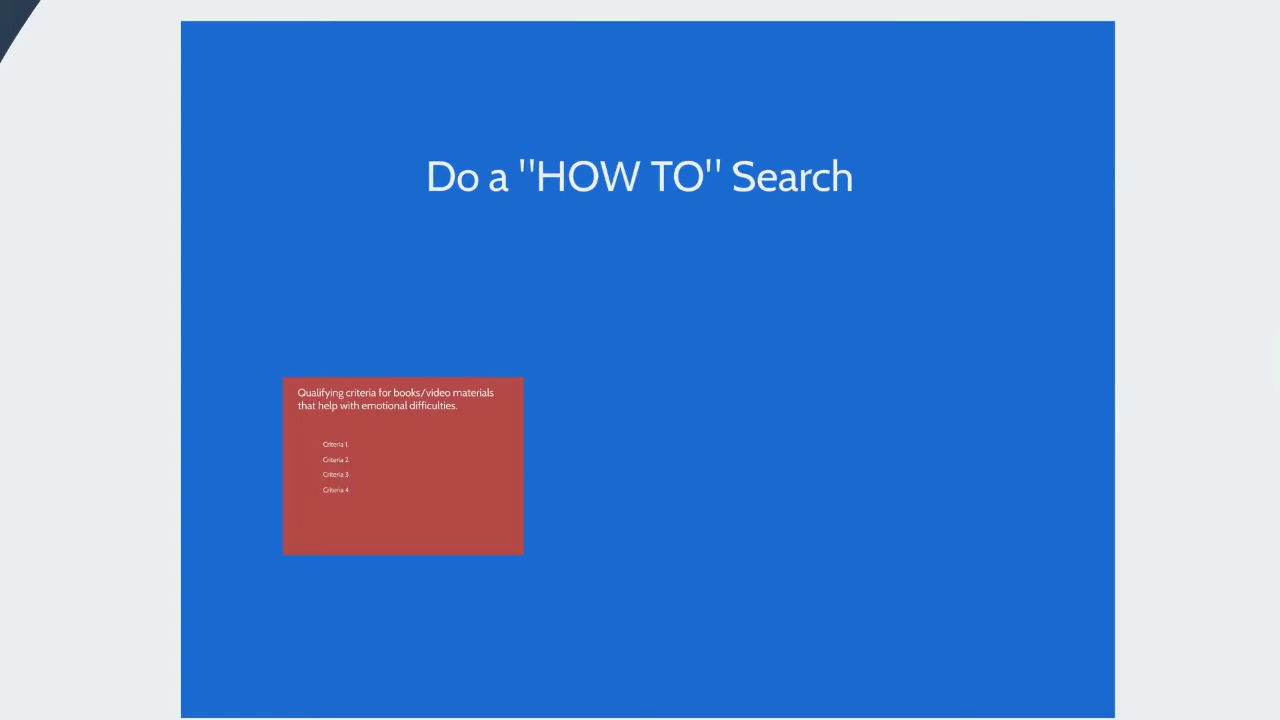 Do a "HOW TO" Search
Qualifying criteria for books/video materials
that help with emotional difficulties.
Criteria 1.
Criteria 2.
Criteria 3.
Criteria 4.